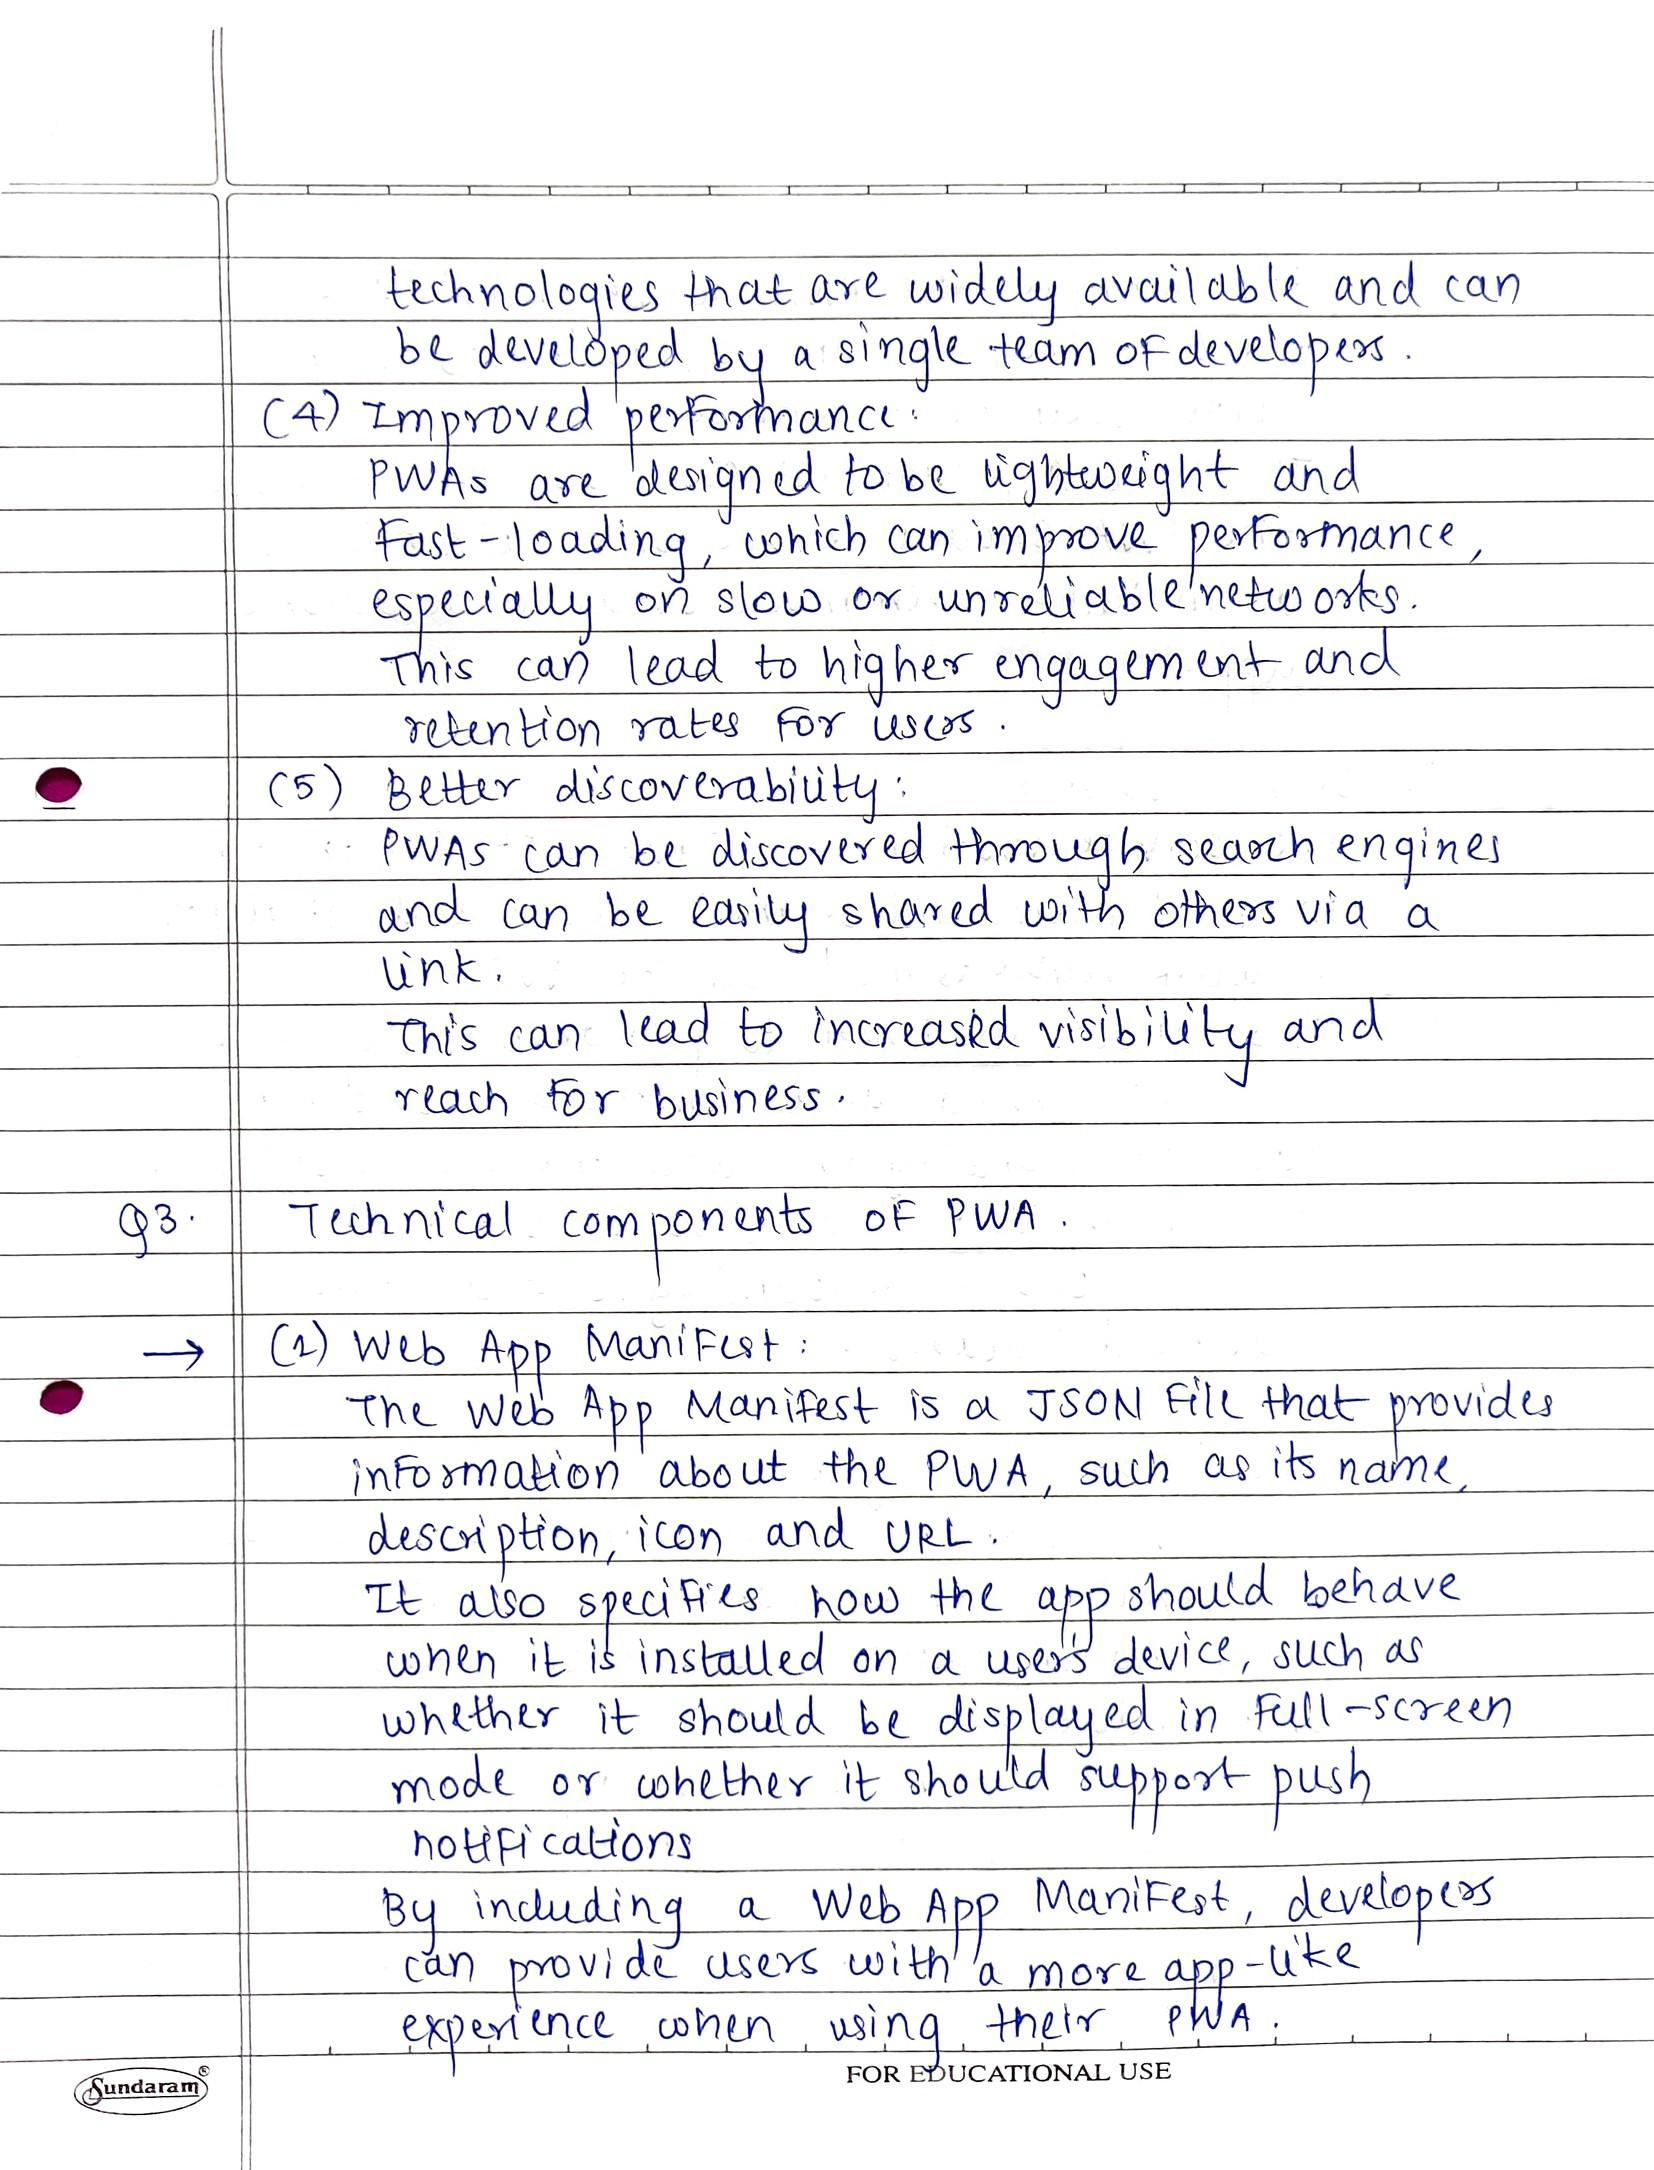 technologies that are widely available and can
be developed by a single team of developers.
(4) Improved performance:
PWAs are designed to be lightweight and
fast-loading, which can improve performance,
especially on slow or unreliable networks.
This can lead to higher engagement and
retention rates for users.
(5) Better discoverability:
PWAs can be discovered through search engines
and can be easily shared with others via a
link.
This can lead to increased visibility and
reach for business.
Q3. Technical components of PWA.
→ (1) Web App Manifest:
The Web App Manifest is a JSON file that provides
information about the PWA, such as its name,
description, icon and URL.
It also specifies how the app should behave
when it is installed on a user's device, such as
whether it should be displayed in full-screen
mode or whether it should support push
notifications
By including a Web App Manifest, developers
can provide users with a more app-like
experience when using their PWA.
Sundaram® FOR EDUCATIONAL USE